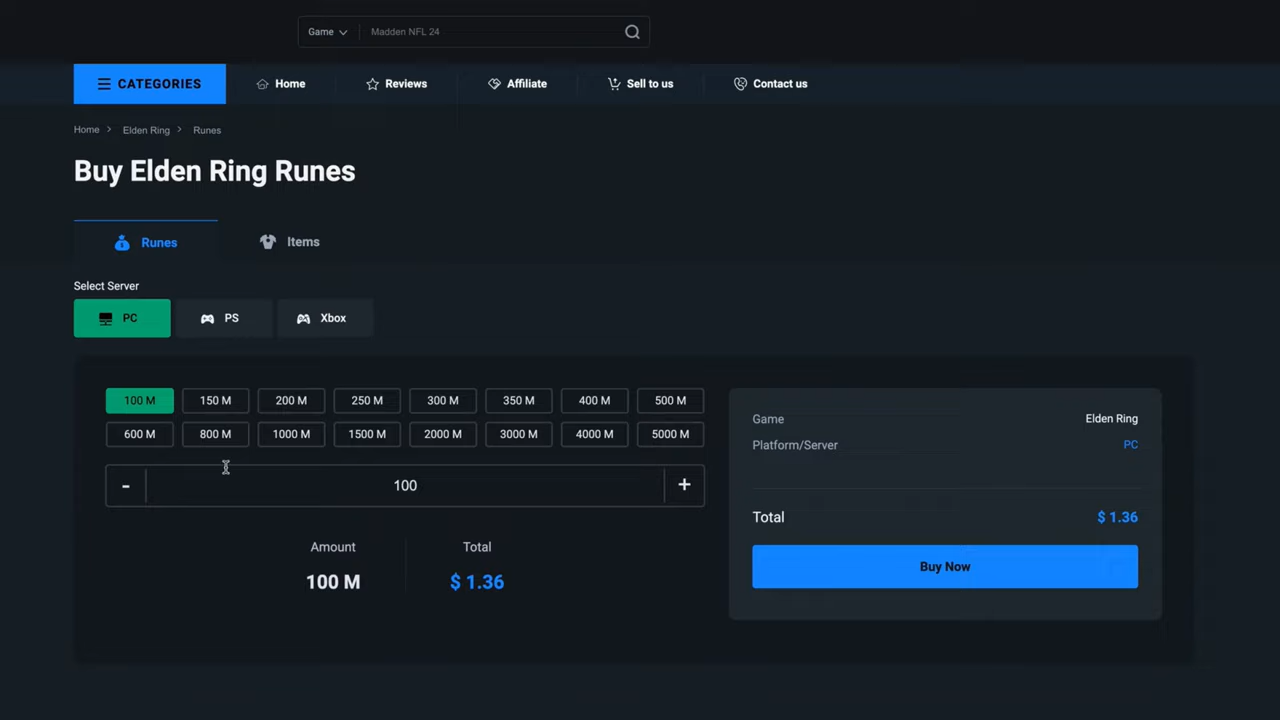 Game Madden NFL 24
CATEGORIES Home Reviews Affiliate Sell to us Contact us
Home > Elden Ring > Runes
Buy Elden Ring Runes
Runes Items
Select Server
PC PS Xbox
100 M 150 M 200 M 250 M 300 M 350 M 400 M 500 M
600 M 800 M 1000 M 1500 M 2000 M 3000 M 4000 M 5000 M
- 100 +
Amount Total
100 M $ 1.36
Game Elden Ring
Platform/Server PC
Total $ 1.36
Buy Now